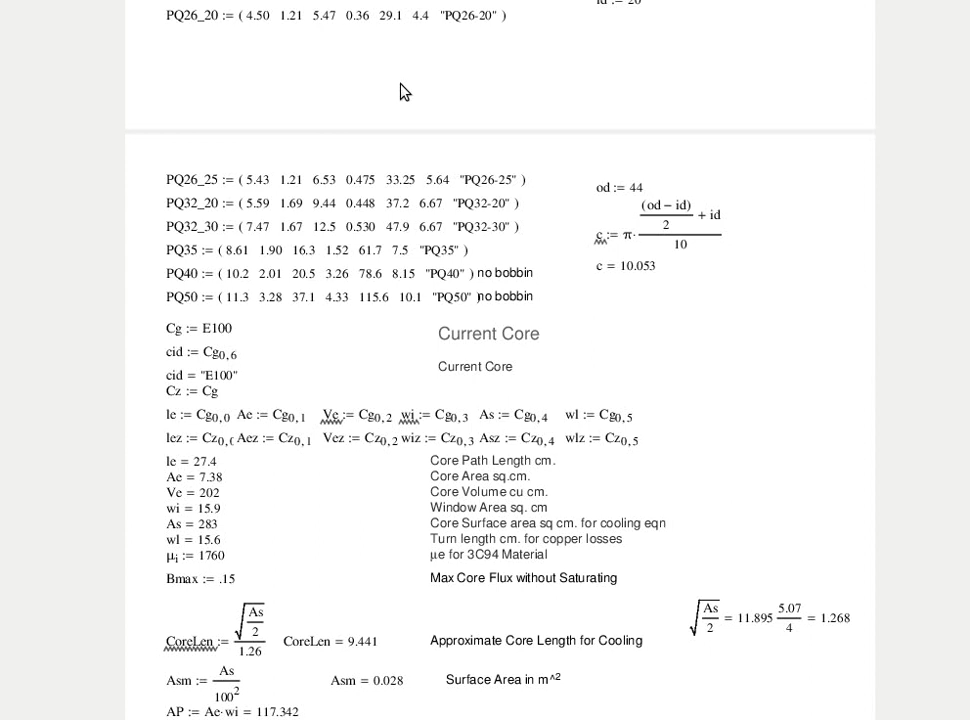 PQ26_20 := ( 4.50 1.21 5.47 0.36 29.1 4.4 "PQ26-20" )
PQ26_25 := ( 5.43 1.21 6.53 0.475 33.25 5.64 "PQ26-25" )
od := 44
PQ32_20 := ( 5.59 1.69 9.44 0.448 37.2 6.67 "PQ32-20" )
c := π· ((od − id)/2 + id)/10
PQ32_30 := ( 7.47 1.67 12.5 0.530 47.9 6.67 "PQ32-30" )
PQ35 := ( 8.61 1.90 16.3 1.52 61.7 7.5 "PQ35" )
c = 10.053
PQ40 := ( 10.2 2.01 20.5 3.26 78.6 8.15 "PQ40" ) no bobbin
PQ50 := ( 11.3 3.28 37.1 4.33 115.6 10.1 "PQ50" ) no bobbin
Cg := E100
Current Core
cid := Cg0,6
Current Core
cid = "E100"
Cz := Cg
le := Cg0,0 Ae := Cg0,1 Ve := Cg0,2 wi := Cg0,3 As := Cg0,4 wl := Cg0,5
lez := Cz0,0 Aez := Cz0,1 Vez := Cz0,2 wiz := Cz0,3 Asz := Cz0,4 wlz := Cz0,5
le = 27.4 Core Path Length cm.
Ae = 7.38 Core Area sq.cm.
Ve = 202 Core Volume cu cm.
wi = 15.9 Window Area sq. cm
As = 283 Core Surface area sq cm. for cooling eqn
wl = 15.6 Turn length cm. for copper losses
μi := 1760 μe for 3C94 Material
Bmax := .15 Max Core Flux without Saturating
√(As/2) = 11.895 5.07/4 = 1.268
CoreLen := √(As/2)/1.26 CoreLen = 9.441 Approximate Core Length for Cooling
Asm := As/100² Asm = 0.028 Surface Area in m^2
AP := Ae·wi = 117.342